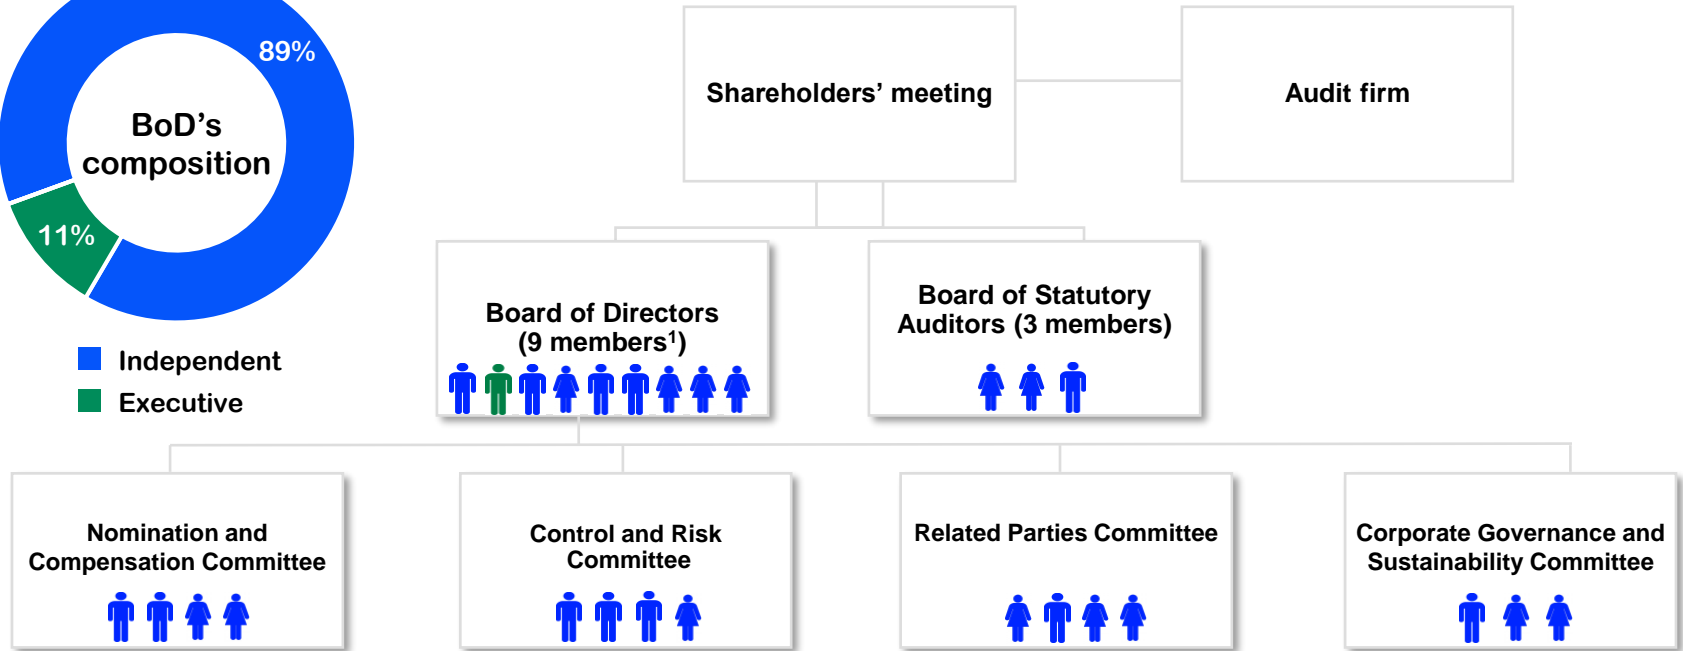 89%
BoD's
composition
11%
Independent
Executive
Shareholders’ meeting
Audit firm
Board of Directors
(9 members¹)
Board of Statutory
Auditors (3 members)
Nomination and
Compensation Committee
Control and Risk
Committee
Related Parties Committee
Corporate Governance and
Sustainability Committee